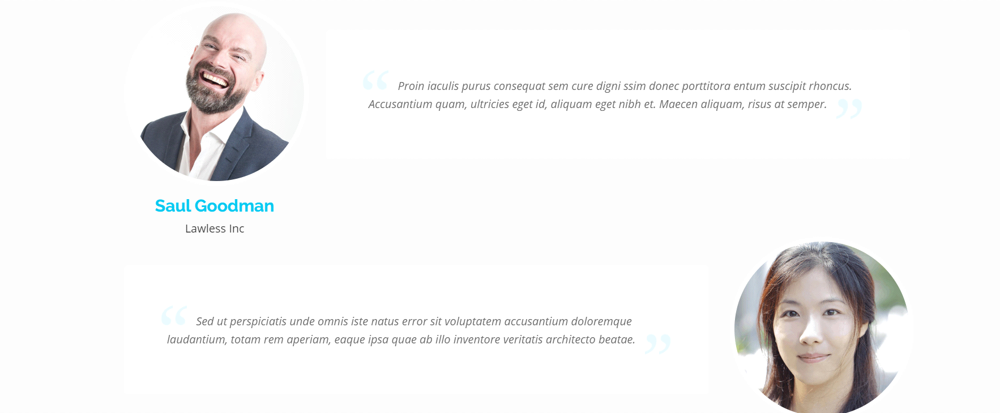 Proin iaculis purus consequat sem cure digni ssim donec porttitora entum suscipit rhoncus.
Accusantium quam, ultricies eget id, aliquam eget nibh et. Maecen aliquam, risus at semper.
Saul Goodman
Lawless Inc
Sed ut perspiciatis unde omnis iste natus error sit voluptatem accusantium doloremque
laudantium, totam rem aperiam, eaque ipsa quae ab illo inventore veritatis architecto beatae.